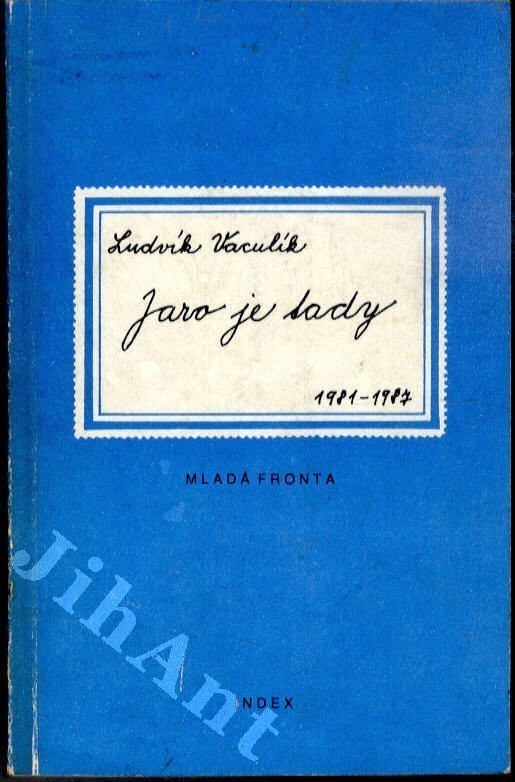 Ludvík Vaculík
Jaro je tady
1981-1987
MLADÁ FRONTA
JihAnt
INDEX